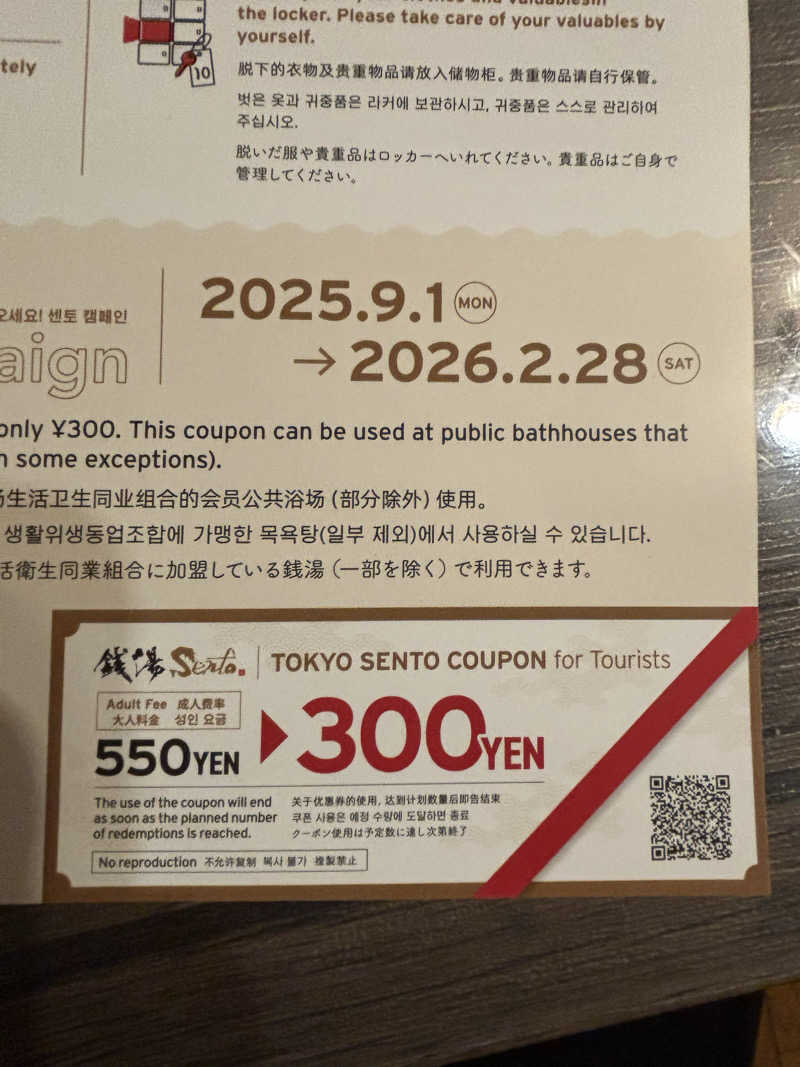 the locker. Please take care of your valuables by
yourself.
10
tely
脱下的衣物及贵重物品请放入储物柜。贵重物品请自行保管。
벗은 옷과 귀중품은 라커에 보관하시고, 귀중품은 스스로 관리하여
주십시오.
脱いだ服や貴重品はロッカーへいれてください。貴重品はご自身で
管理してください。
오세요! 센토 캠페인
aign
2025.9.1 MON
→ 2026.2.28 SAT
only ¥300. This coupon can be used at public bathhouses that
some exceptions).
生活卫生同业组合的会员公共浴场（部分除外）使用。
생활위생동업조합에 가맹한 목욕탕(일부 제외)에서 사용하실 수 있습니다.
活衛生同業組合に加盟している銭湯（一部を除く）で利用できます。
銭湯 Sento. TOKYO SENTO COUPON for Tourists
Adult Fee 成人费率
大人料金 성인 요금
550YEN ▶300YEN
The use of the coupon will end
as soon as the planned number
of redemptions is reached.
关于优惠券的使用，达到计划数量后即告结束
쿠폰 사용은 예정 수량에 도달하면 종료
クーポン使用は予定数に達し次第終了
No reproduction 不允许复制 복사 불가 複製禁止